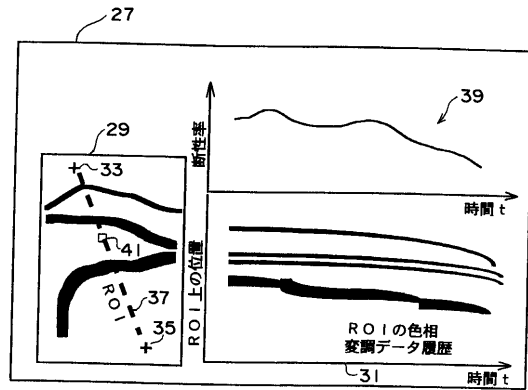 27
29
33
41
ROI
37
35
断性率
39
時間 t
ROI上の位置
ROIの色相
変調データ履歴
31
時間 t